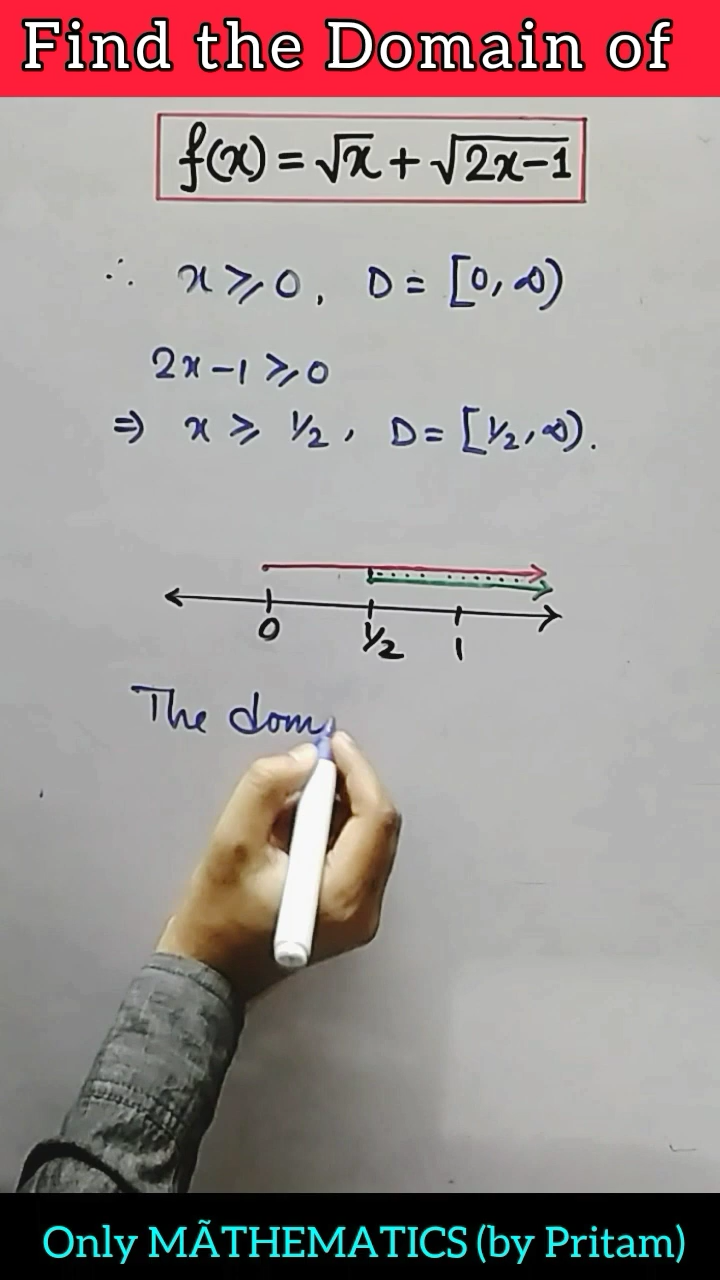 Find the Domain of
f(x) = √x + √2x-1
∴ x ≥ 0, D = [0, ∞)
2x - 1 ≥ 0
⇒ x ≥ 1/2, D = [1/2, ∞).
0 1/2 1
The dom
Only MÃTHEMATICS (by Pritam)